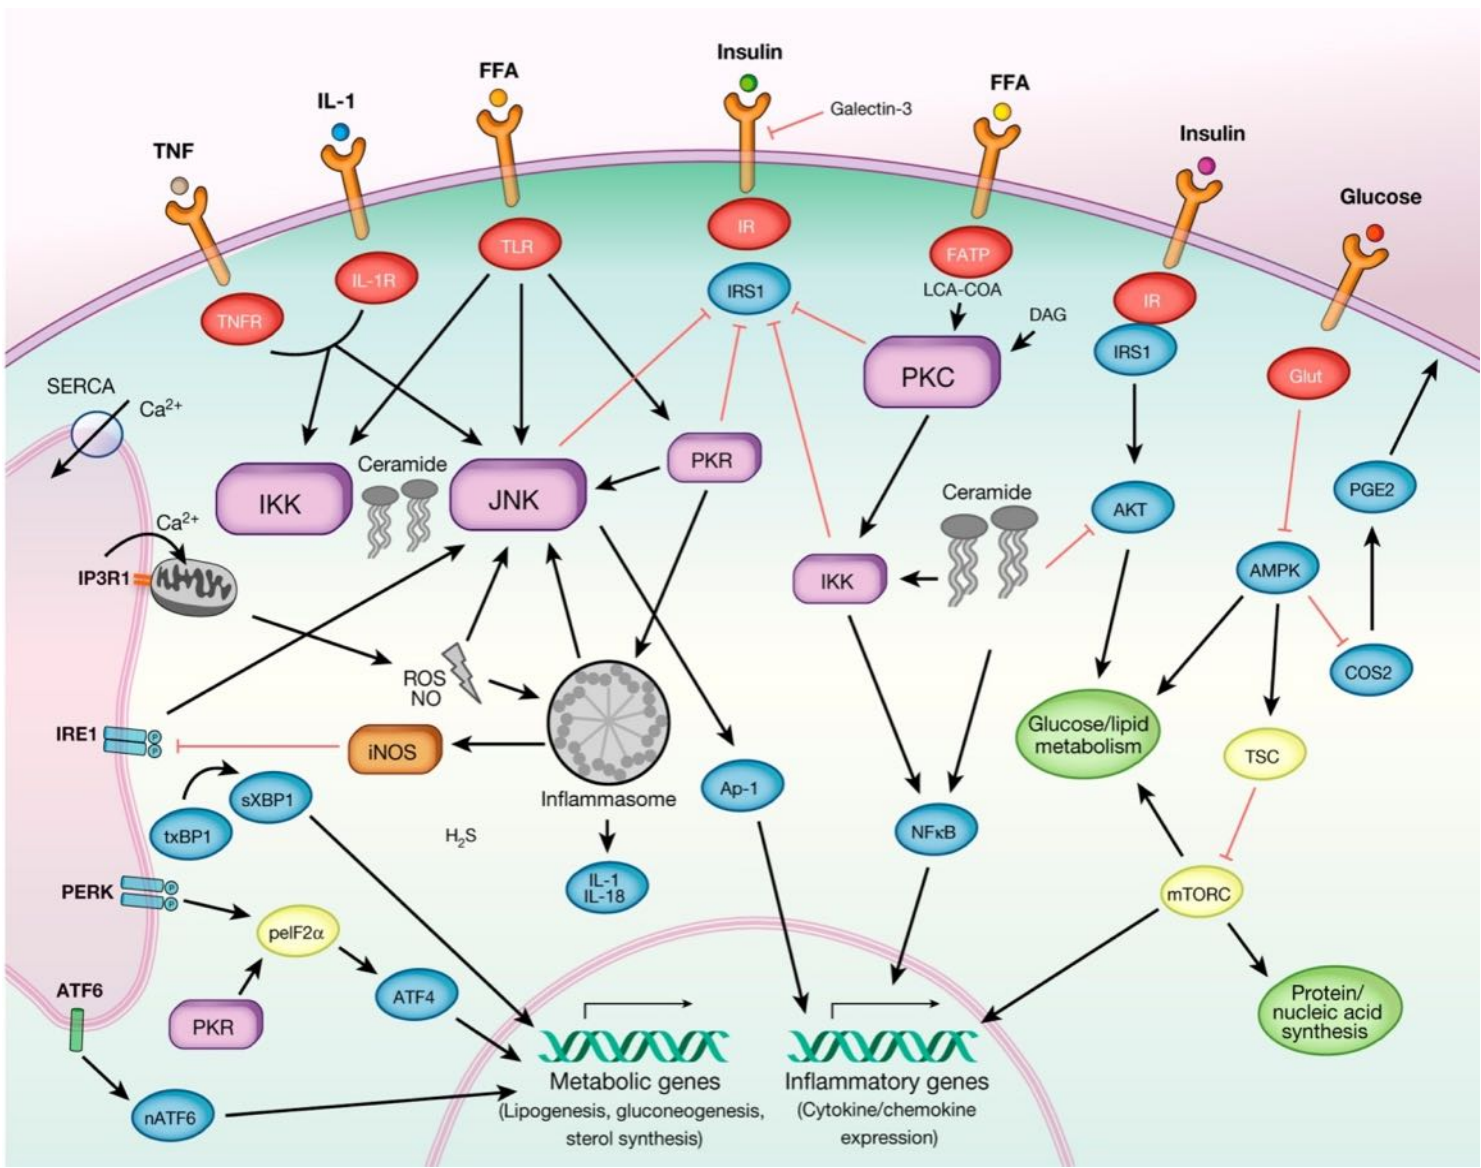 Insulin
FFA
FFA
IL-1
Galectin-3
Insulin
TNF
Glucose
IR
TLR
FATP
IL-1R
LCA-COA
IRS1
IR
TNFR
DAG
IRS1
PKC
Glut
SERCA
Ca2+
PKR
Ceramide
IKK
JNK
Ceramide
PGE2
AKT
Ca2+
IP3R1
IKK
AMPK
ROS
NO
COS2
IRE1
P
P
iNOS
Glucose/lipid
metabolism
TSC
sXBP1
Inflammasome
Ap-1
txBP1
H2S
NFκB
PERK
P
P
IL-1
IL-18
mTORC
peIF2α
ATF6
ATF4
PKR
Protein/
nucleic acid
synthesis
Metabolic genes
(Lipogenesis, gluconeogenesis,
sterol synthesis)
Inflammatory genes
(Cytokine/chemokine
expression)
nATF6